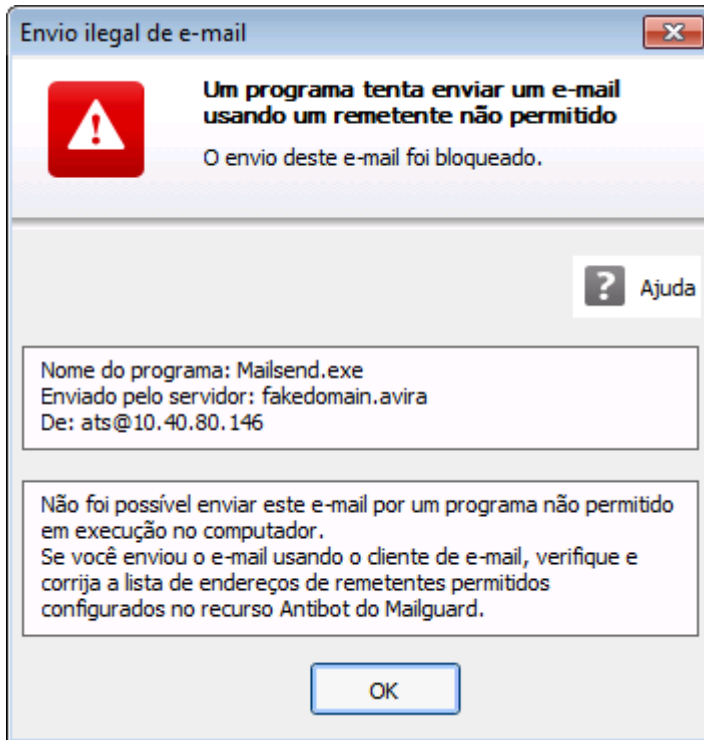 Envio ilegal de e-mail
Um programa tenta enviar um e-mail
usando um remetente não permitido
O envio deste e-mail foi bloqueado.
? Ajuda
Nome do programa: Mailsend.exe
Enviado pelo servidor: fakedomain.avira
De: ats@10.40.80.146
Não foi possível enviar este e-mail por um programa não permitido
em execução no computador.
Se você enviou o e-mail usando o cliente de e-mail, verifique e
corrija a lista de endereços de remetentes permitidos
configurados no recurso Antibot do Mailguard.
OK